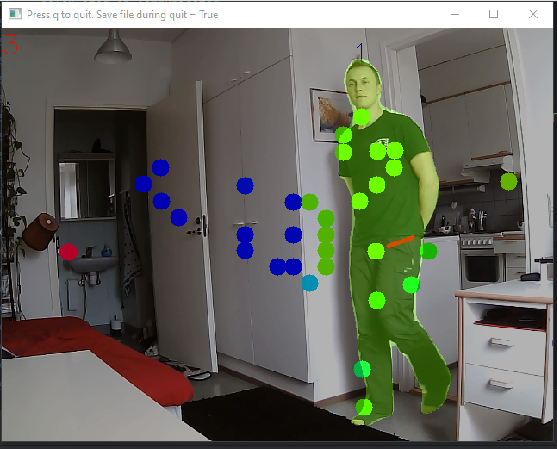 Press q to quit. Save file during quit = True
1